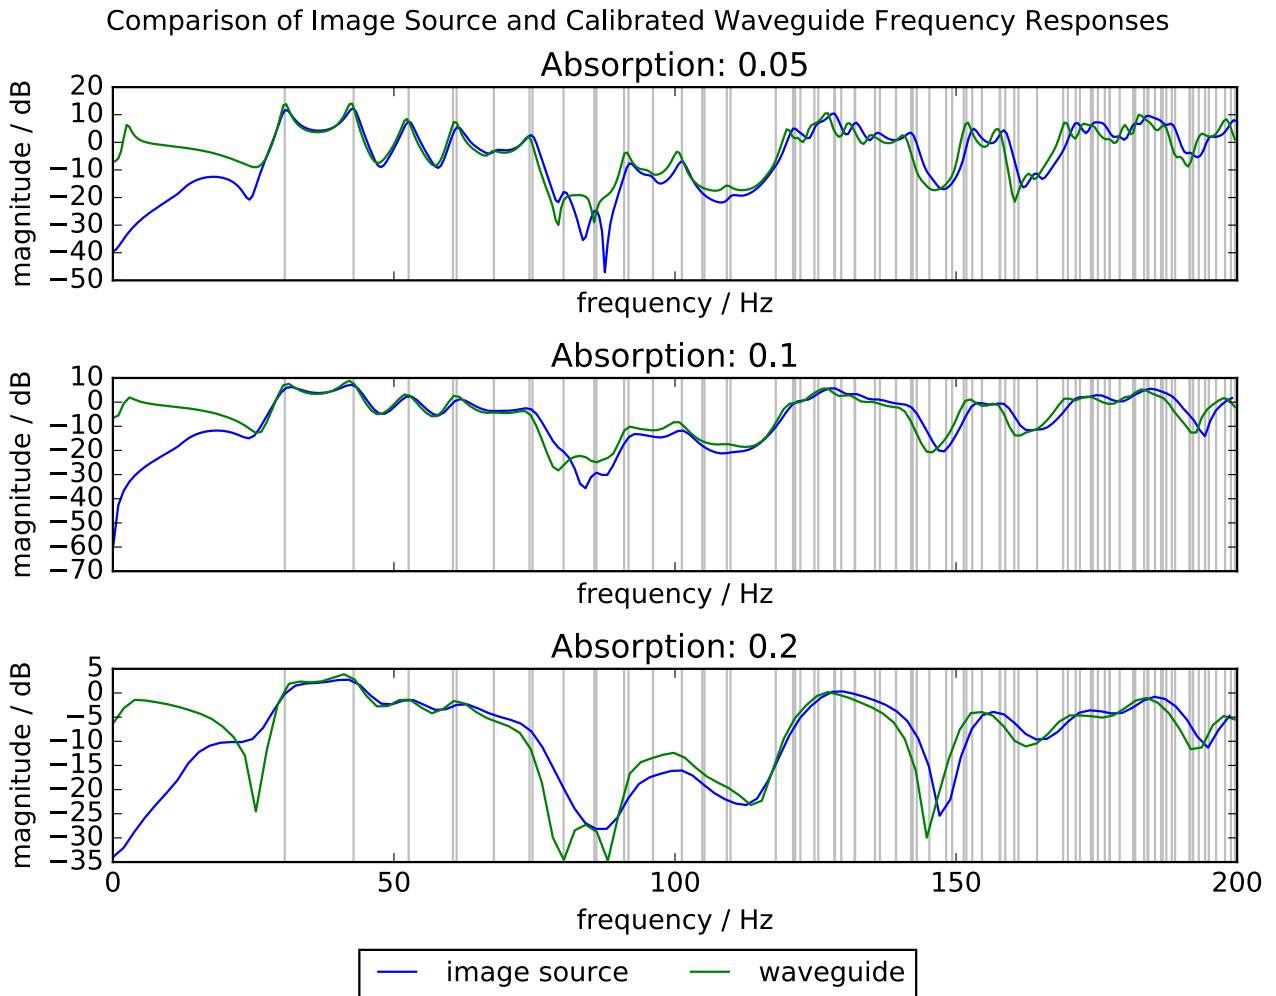 Comparison of Image Source and Calibrated Waveguide Frequency Responses
Absorption: 0.05
magnitude / dB
20
10
0
−10
−20
−30
−40
−50
frequency / Hz
Absorption: 0.1
magnitude / dB
10
0
−10
−20
−30
−40
−50
−60
−70
frequency / Hz
Absorption: 0.2
magnitude / dB
5
0
−5
−10
−15
−20
−25
−30
−35
0 50 100 150 200
frequency / Hz
image source waveguide